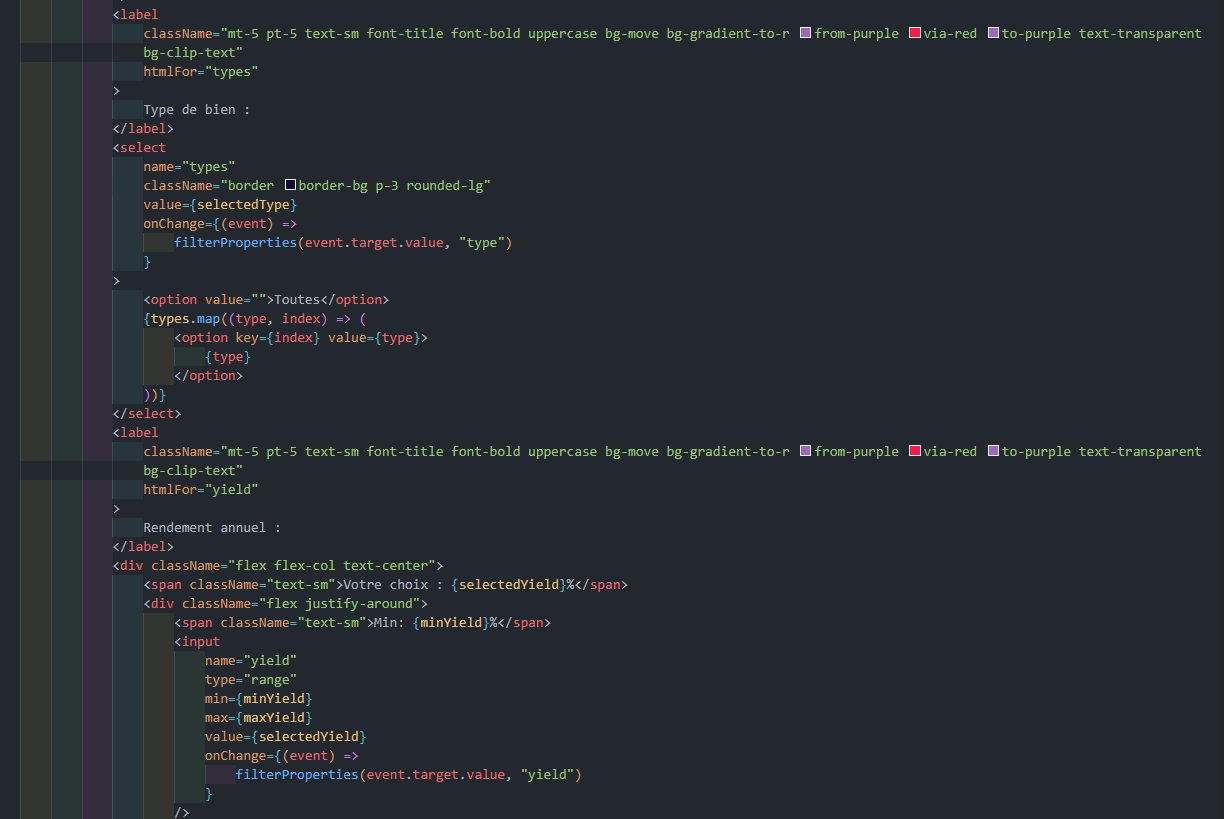 <label
className="mt-5 pt-5 text-sm font-title font-bold uppercase bg-move bg-gradient-to-r from-purple via-red to-purple text-transparent
bg-clip-text"
htmlFor="types"
>
Type de bien :
</label>
<select
name="types"
className="border border-bg p-3 rounded-lg"
value={selectedType}
onChange={(event) =>
filterProperties(event.target.value, "type")
}
>
<option value="">Toutes</option>
{types.map((type, index) => (
<option key={index} value={type}>
{type}
</option>
))}
</select>
<label
className="mt-5 pt-5 text-sm font-title font-bold uppercase bg-move bg-gradient-to-r from-purple via-red to-purple text-transparent
bg-clip-text"
htmlFor="yield"
>
Rendement annuel :
</label>
<div className="flex flex-col text-center">
<span className="text-sm">Votre choix : {selectedYield}%</span>
<div className="flex justify-around">
<span className="text-sm">Min: {minYield}%</span>
<input
name="yield"
type="range"
min={minYield}
max={maxYield}
value={selectedYield}
onChange={(event) =>
filterProperties(event.target.value, "yield")
}
/>